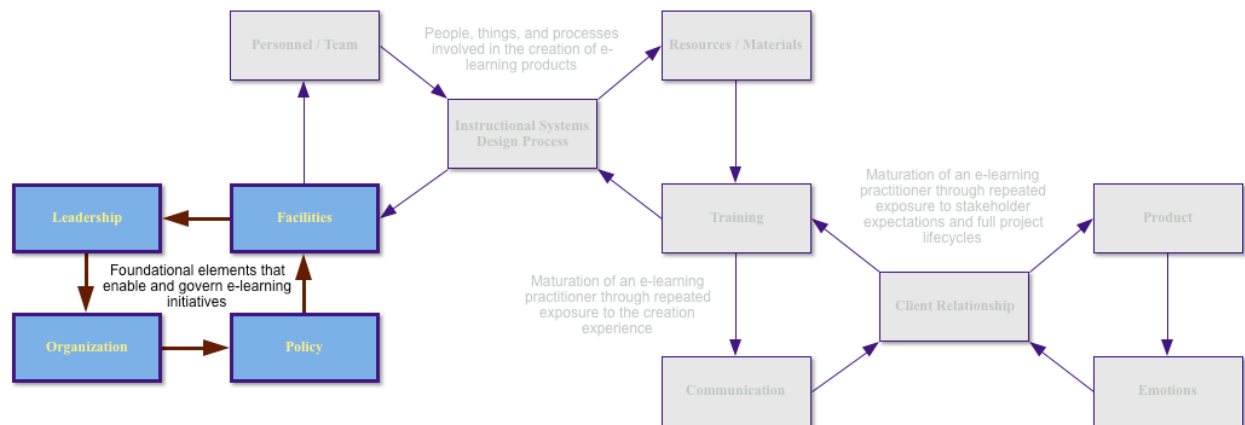 Personnel / Team
People, things, and processes
involved in the creation of e-
learning products
Resources / Materials
Instructional Systems
Design Process
Leadership
Facilities
Training
Maturation of an e-learning
practitioner through repeated
exposure to stakeholder
expectations and full project
lifecycles
Product
Foundational elements that
enable and govern e-learning
initiatives
Maturation of an e-learning
practitioner through repeated
exposure to the creation
experience
Client Relationship
Organization
Policy
Communication
Emotions